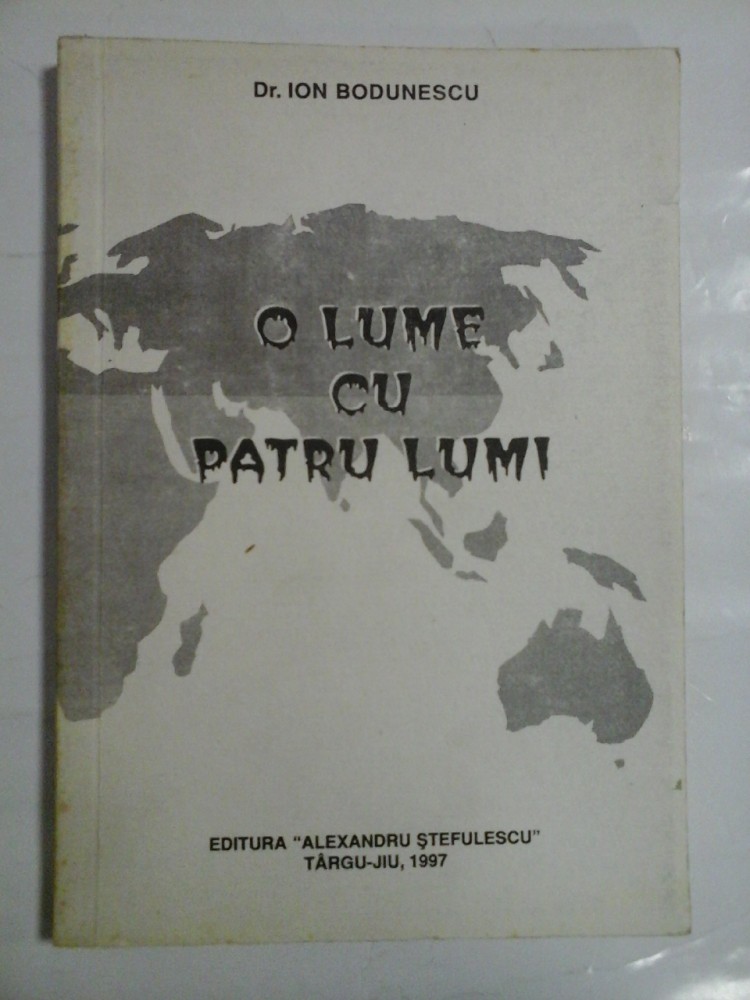 Dr. ION BODUNESCU
O LUME
CU
PATRU LUMI
EDITURA "ALEXANDRU ŞTEFULESCU"
TÂRGU-JIU, 1997